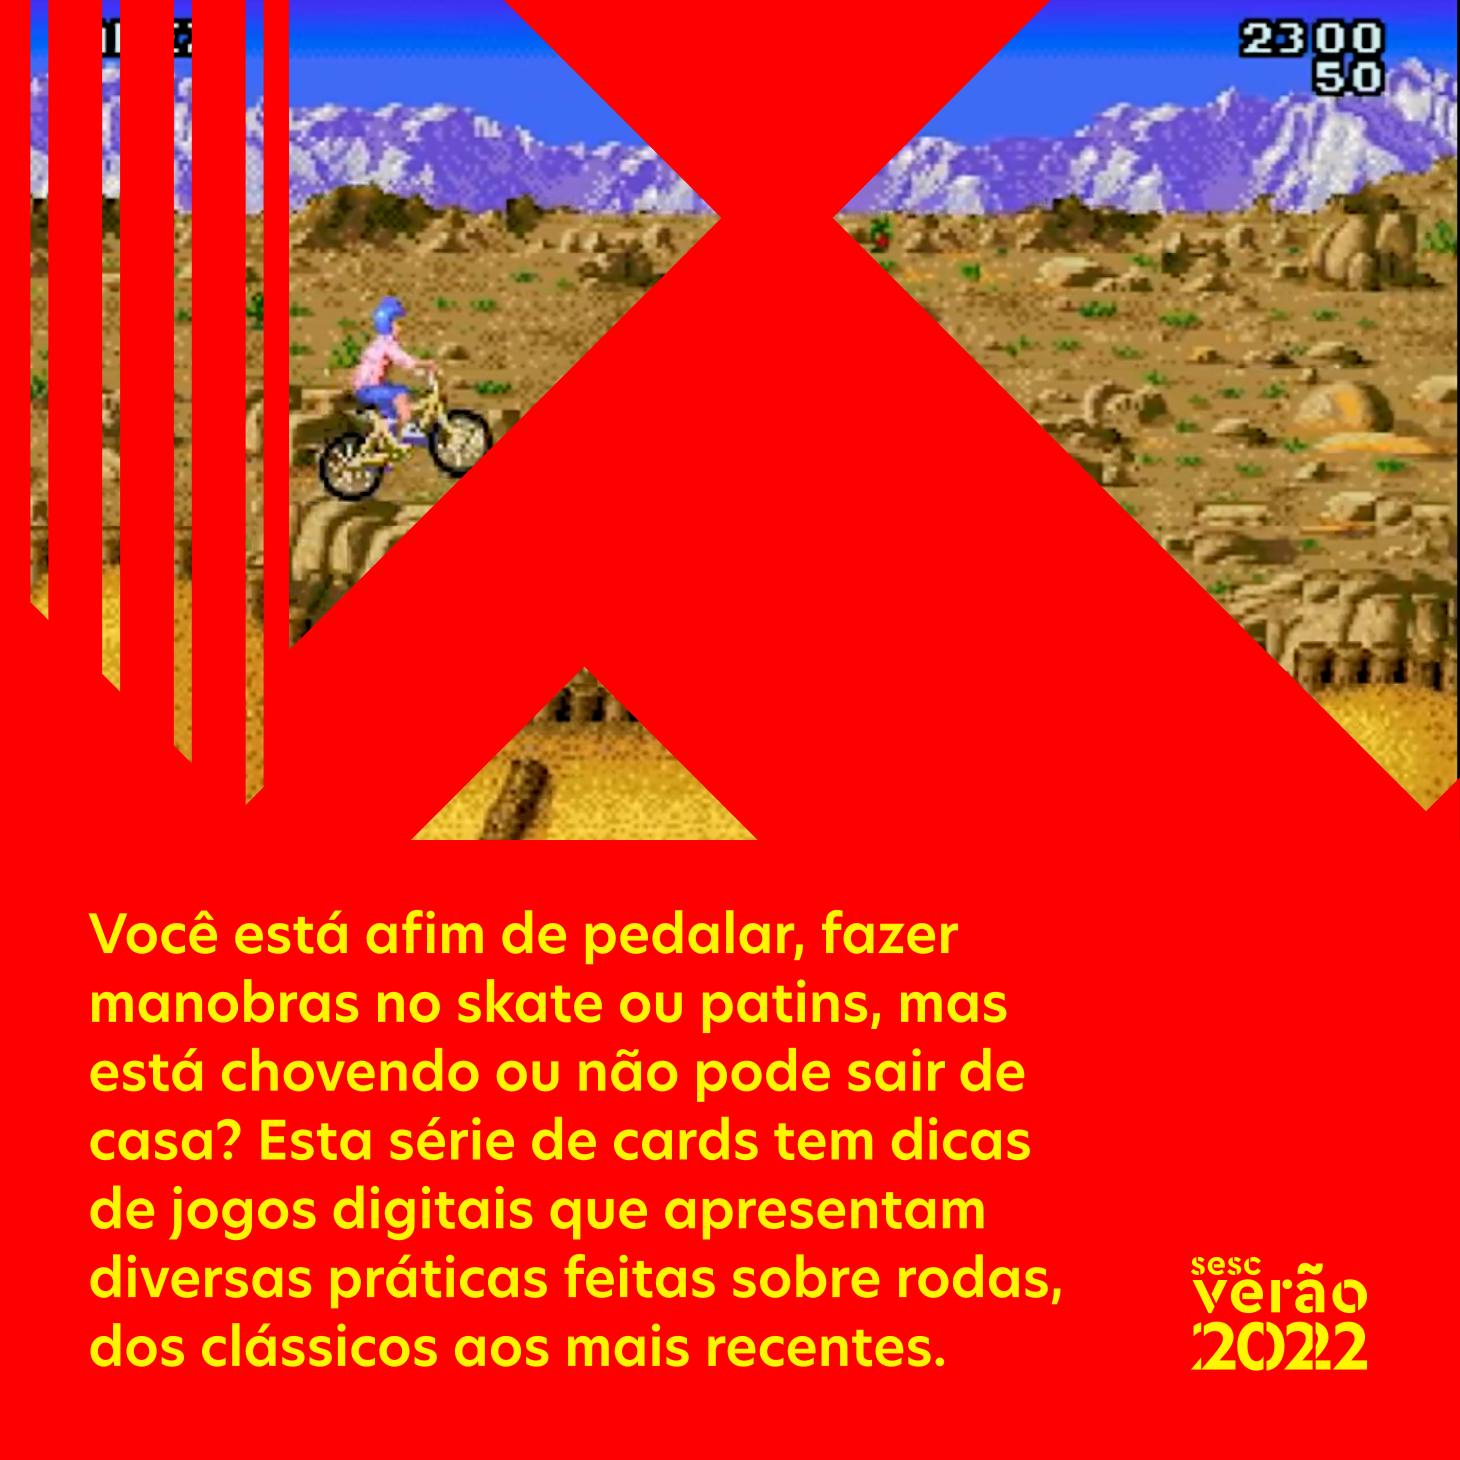 2300
50
Você está afim de pedalar, fazer
manobras no skate ou patins, mas
está chovendo ou não pode sair de
casa? Esta série de cards tem dicas
de jogos digitais que apresentam
diversas práticas feitas sobre rodas,
dos clássicos aos mais recentes.
sesc
verão
2022